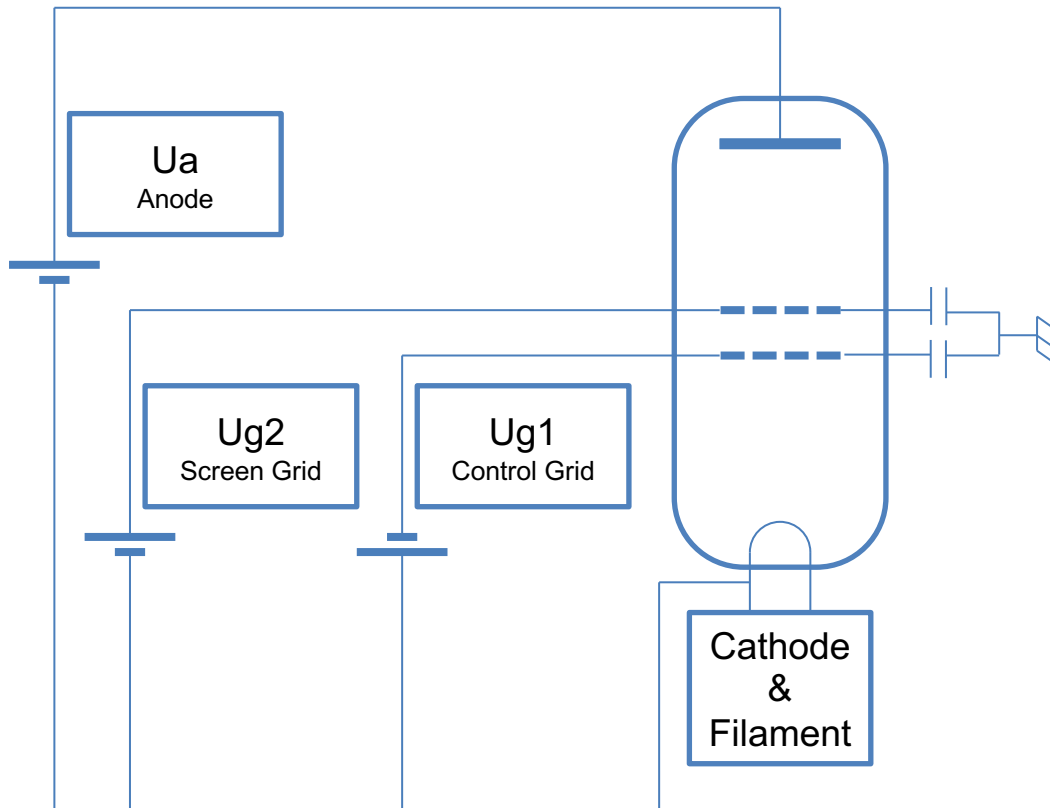 Ua
Anode
Ug2
Screen Grid
Ug1
Control Grid
Cathode
&
Filament